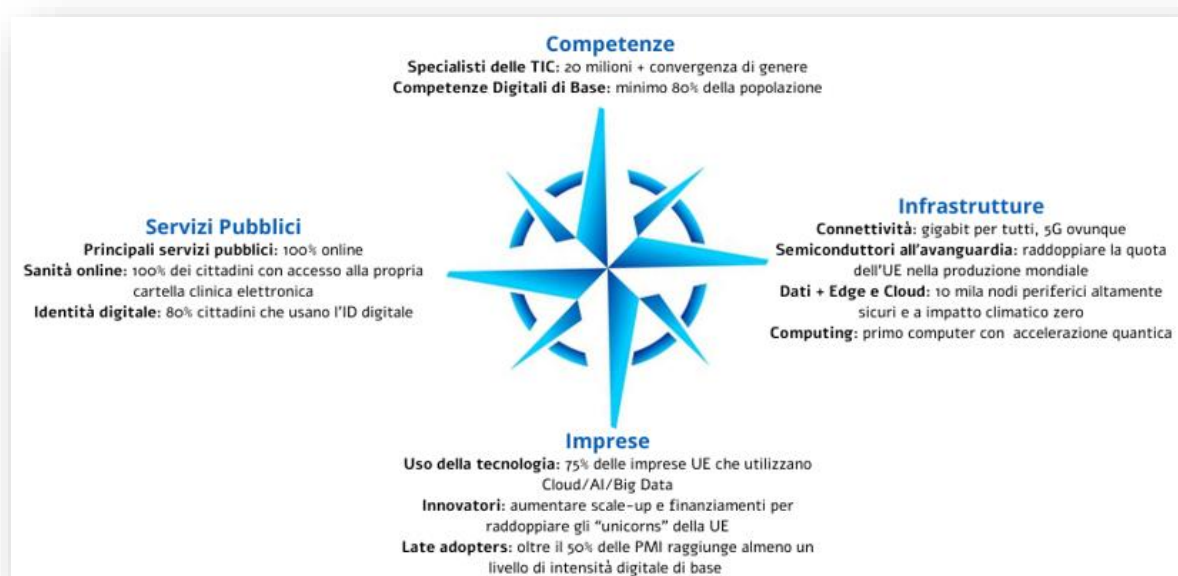 Competenze
Specialisti delle TIC: 20 milioni + convergenza di genere
Competenze Digitali di Base: minimo 80% della popolazione
Servizi Pubblici
Principali servizi pubblici: 100% online
Sanità online: 100% dei cittadini con accesso alla propria
cartella clinica elettronica
Identità digitale: 80% cittadini che usano l'ID digitale
Infrastrutture
Connettività: gigabit per tutti, 5G ovunque
Semiconduttori all'avanguardia: raddoppiare la quota
dell'UE nella produzione mondiale
Dati + Edge e Cloud: 10 mila nodi periferici altamente
sicuri e a impatto climatico zero
Computing: primo computer con accelerazione quantica
Imprese
Uso della tecnologia: 75% delle imprese UE che utilizzano
Cloud/AI/Big Data
Innovatori: aumentare scale-up e finanziamenti per
raddoppiare gli "unicorns" della UE
Late adopters: oltre il 50% delle PMI raggiunge almeno un
livello di intensità digitale di base